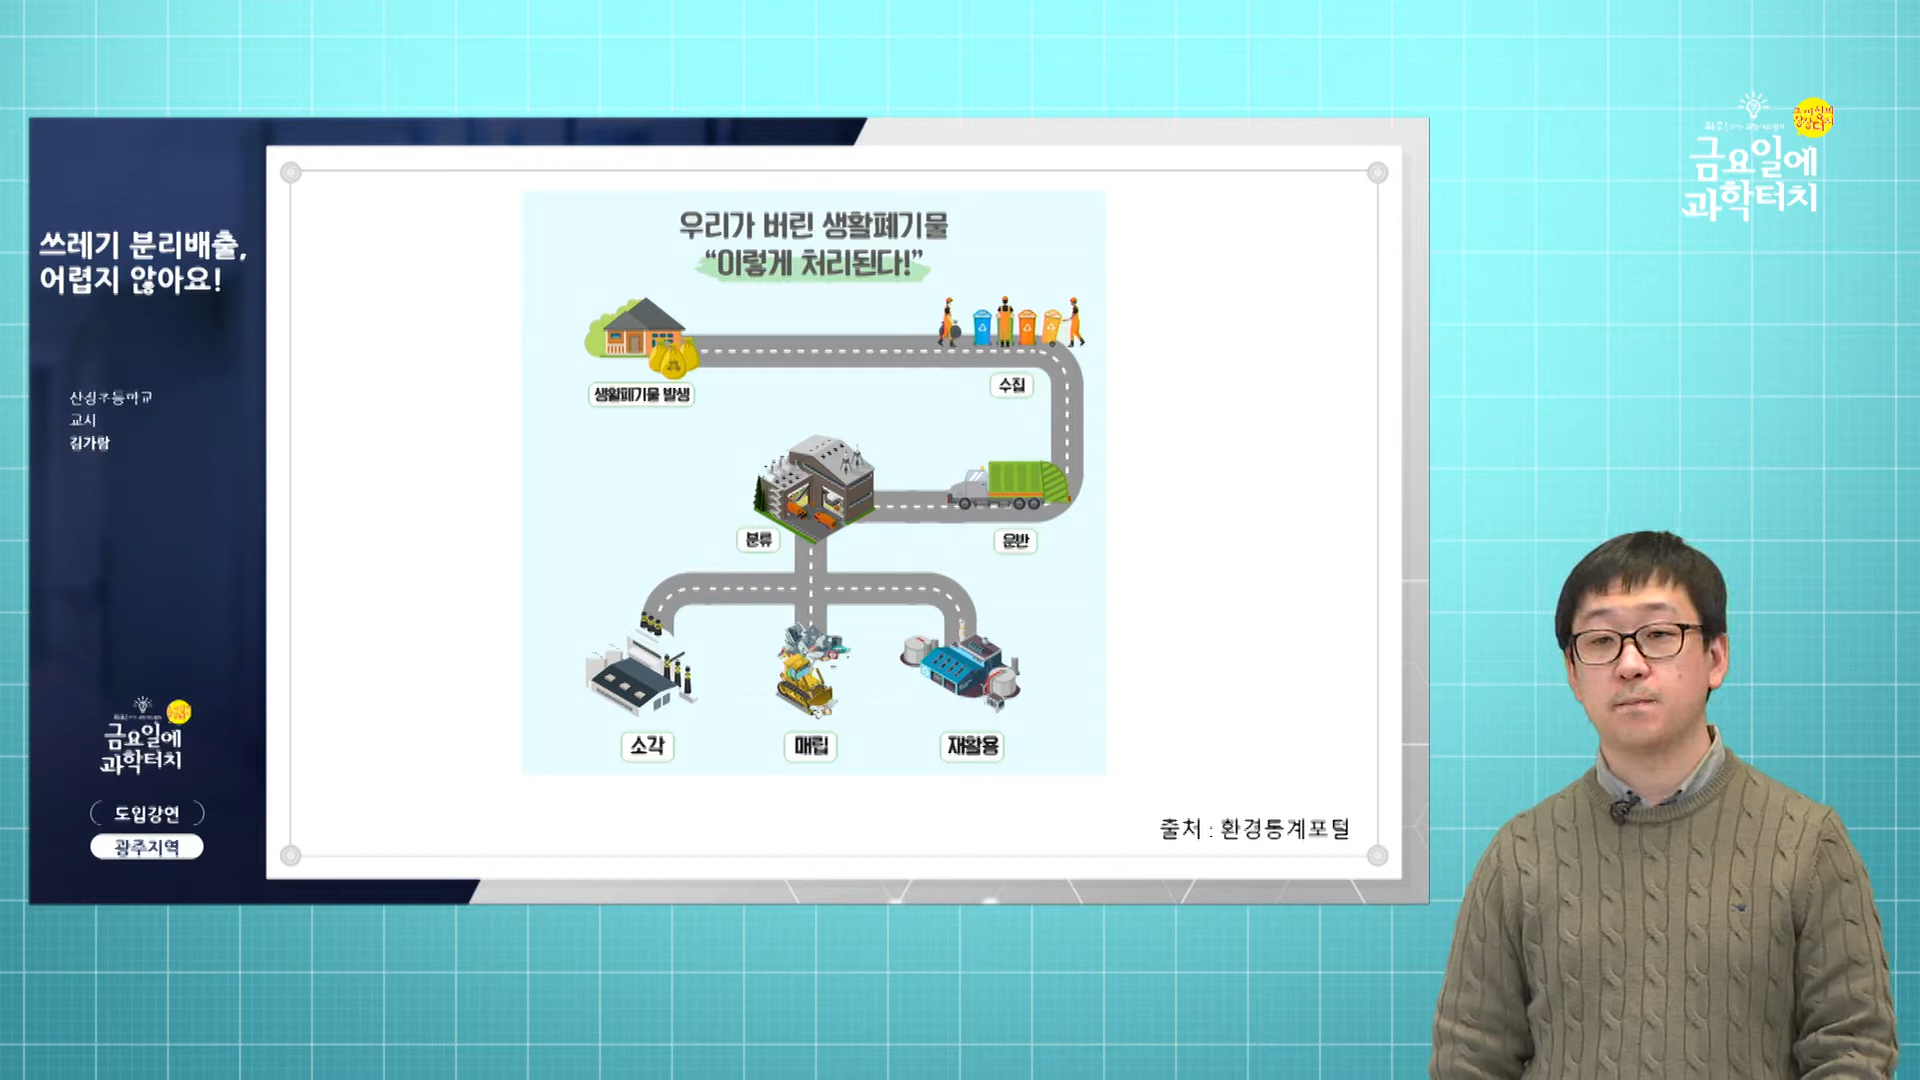 쓰레기 분리배출,
어렵지 않아요!
교사
김가람
금요일에
과학터치
도입강연
광주지역
우리가 버린 생활폐기물
“이렇게 처리된다!”
생활폐기물 발생
수집
분류
운반
소각
매립
재활용
출처 : 환경통계포털
금요일에
과학터치